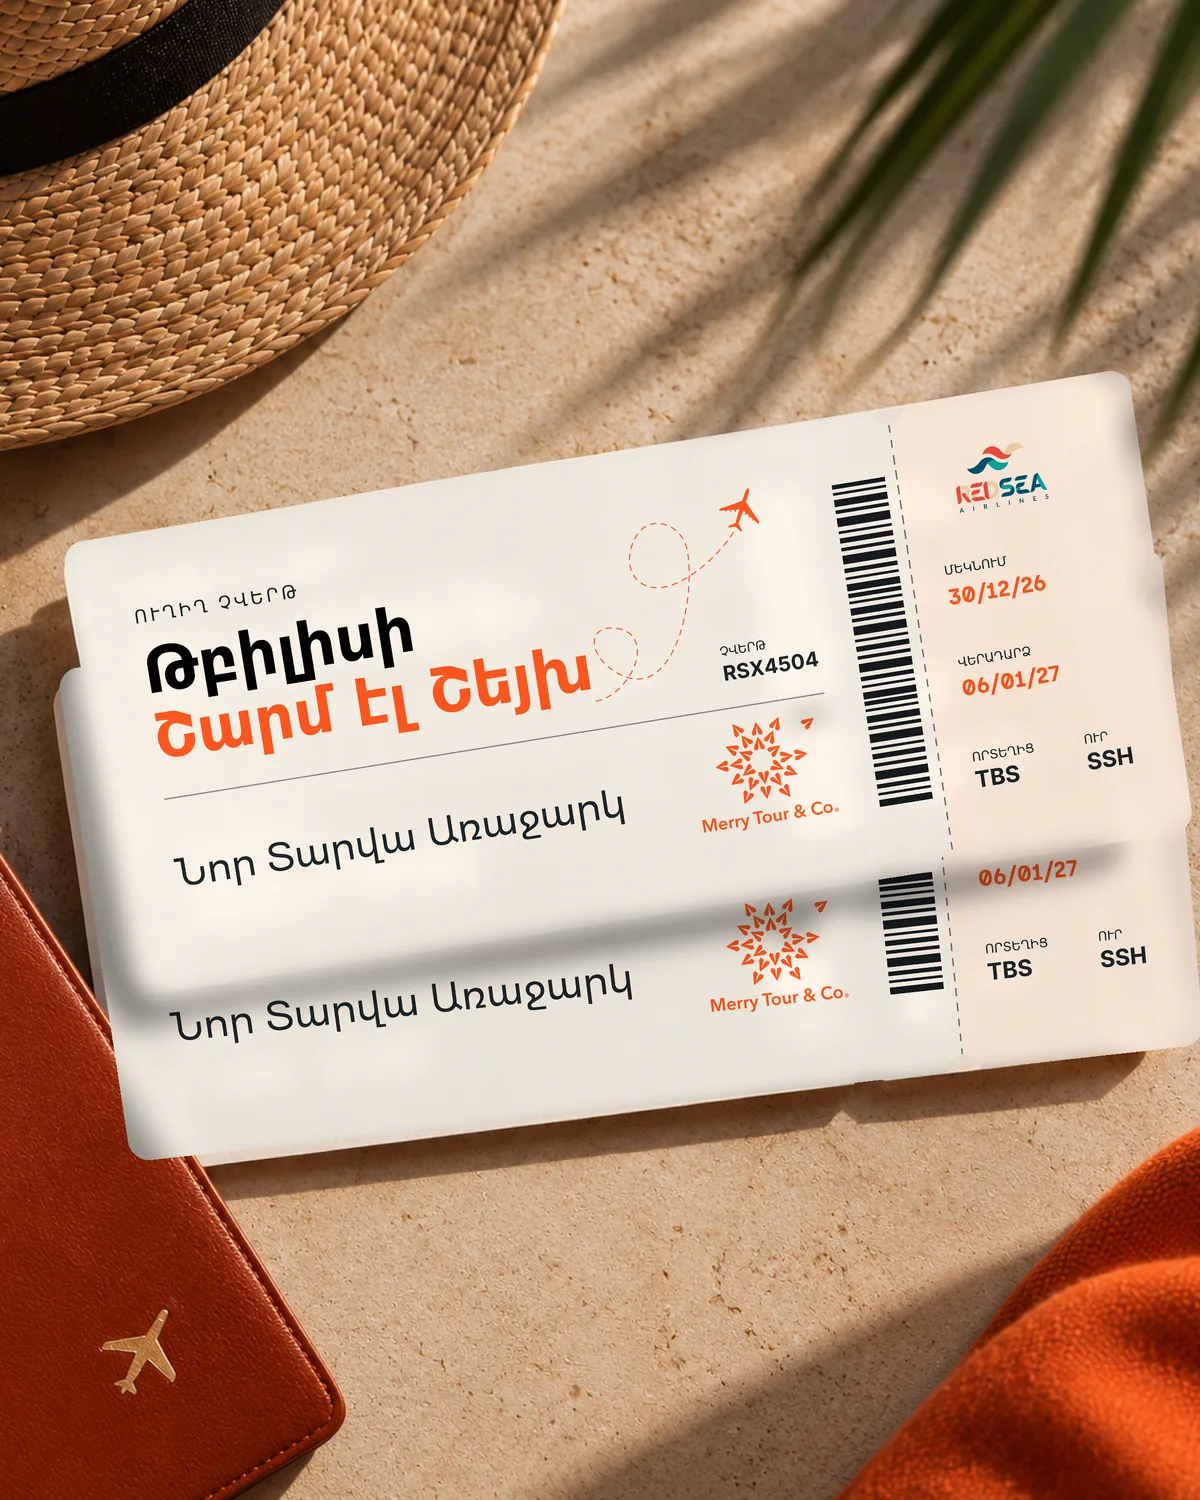 ՈՒՂԻՂ ՉՎԵՐԹ
Թբիլիսի
Շարմ Էլ Շեյխ
ՉՎԵՐԹ
RSX4504
Նոր Տարվա Առաջարկ
Merry Tour & Co.
RED SEA
AIRLINES
ՄԵԿՆՈՒՄ
30/12/26
ՎԵՐԱԴԱՐՁ
06/01/27
ՈՐՏԵՂԻՑ
TBS
ՈՒՐ
SSH
Նոր Տարվա Առաջարկ
Merry Tour & Co.
06/01/27
ՈՐՏԵՂԻՑ
TBS
ՈՒՐ
SSH